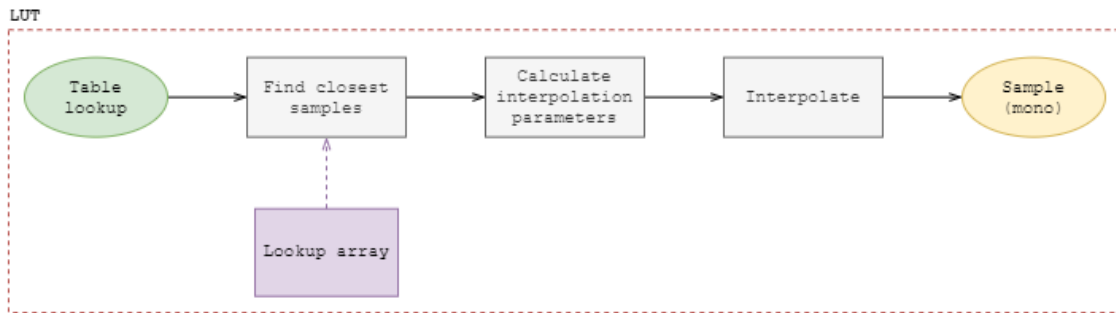 LUT
Table
lookup
Find closest
samples
Calculate
interpolation
parameters
Interpolate
Sample
(mono)
Lookup array